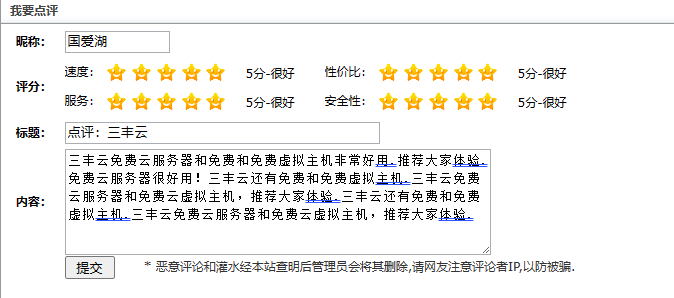 我要点评
昵称： 国爱湖
评分： 速度： 5分-很好 性价比： 5分-很好
服务： 5分-很好 安全性： 5分-很好
标题： 点评：三丰云
内容：
三丰云免费云服务器和免费和免费虚拟主机非常好用.推荐大家体验.
免费云服务器很好用！三丰云还有免费和免费虚拟主机.三丰云免费
云服务器和免费云虚拟主机，推荐大家体验.三丰云还有免费和免费
虚拟主机.三丰云免费云服务器和免费云虚拟主机，推荐大家体验.
提交 * 恶意评论和灌水经本站查明后管理员会将其删除,请网友注意评论者IP,以防被骗.